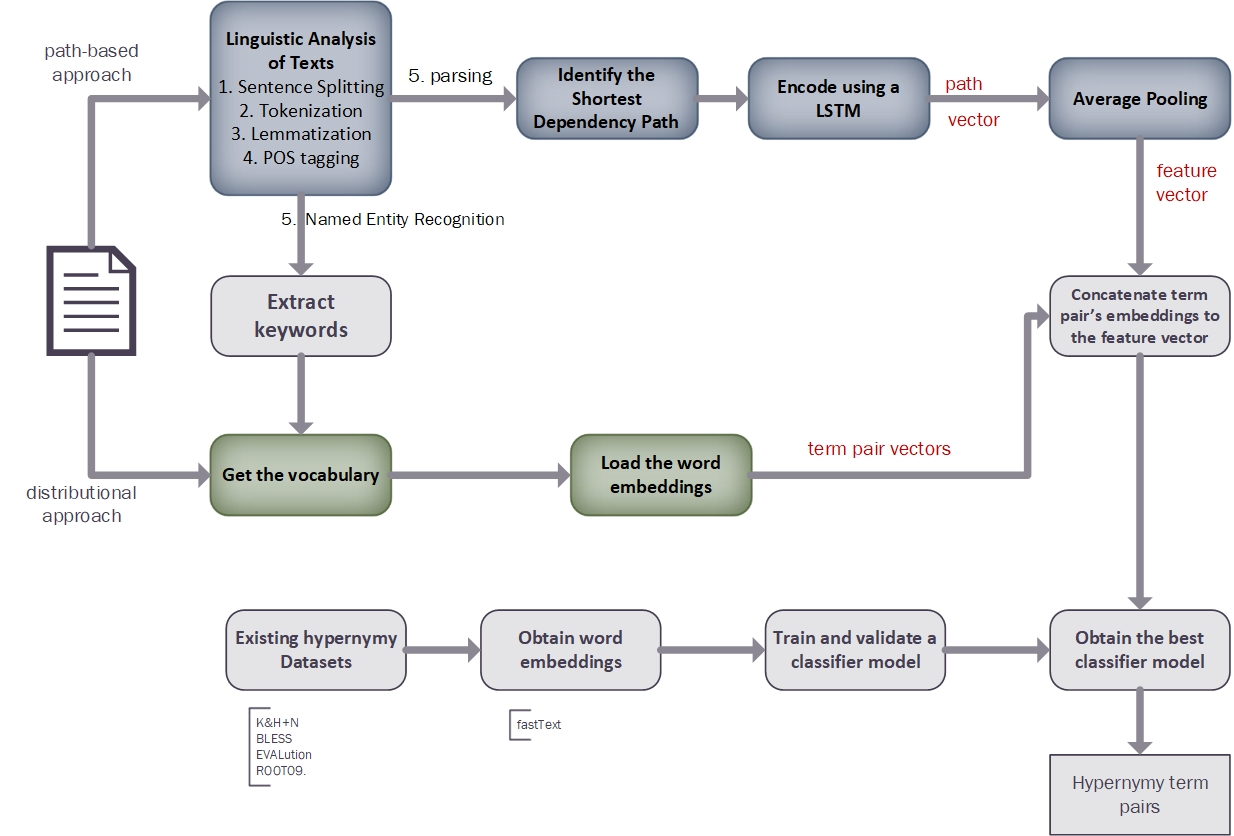 path-based
approach
Linguistic Analysis
of Texts
1. Sentence Splitting
2. Tokenization
3. Lemmatization
4. POS tagging
5. parsing
Identify the
Shortest
Dependency Path
Encode using a
LSTM
path
vector
Average Pooling
feature
vector
5. Named Entity Recognition
Extract
keywords
Concatenate term
pair's embeddings to
the feature vector
distributional
approach
Get the vocabulary
Load the word
embeddings
term pair vectors
Existing hypernymy
Datasets
Obtain word
embeddings
Train and validate a
classifier model
Obtain the best
classifier model
K&H+N
BLESS
EVALution
ROOT09.
fastText
Hypernymy term
pairs